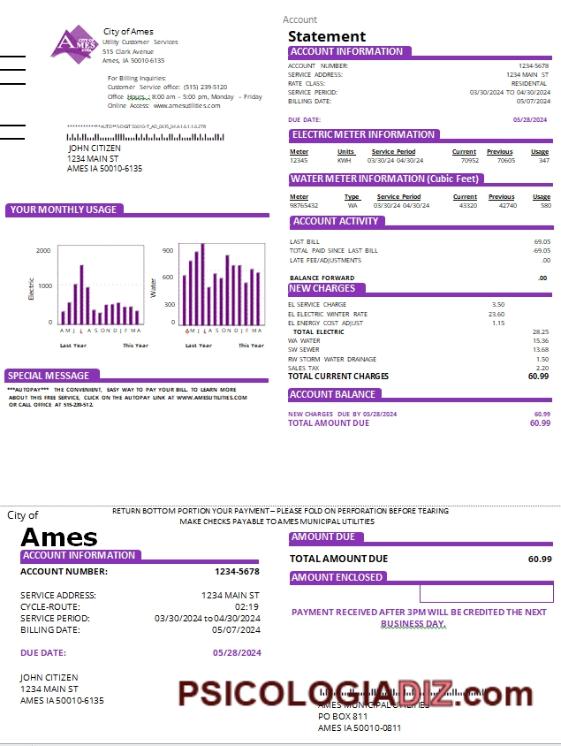 Account
Statement
City of Ames
Utility Customer Services
515 Clark Avenue
Ames, IA 50010-6135
For Billing Inquiries:
Customer Service office: (515) 239-5120
Office Hours : 8:00 am – 5:00 pm, Monday – Friday
Online Access: www.amesutilities.com
JOHN CITIZEN
1234 MAIN ST
AMES IA 50010-6135
YOUR MONTHLY USAGE
Electric
2000
1000
0
A M J L A S O N D J F M A
Last Year This Year
Water
900
600
300
0
A M J L A S O N D J F M A
Last Year This Year
SPECIAL MESSAGE
***AUTOPAY*** THE CONVENIENT, EASY WAY TO PAY YOUR BILL. TO LEARN MORE
ABOUT THIS FREE SERVICE, CLICK ON THE AUTOPAY LINK AT WWW.AMESUTILITIES.COM
OR CALL OFFICE AT 515-239-512.
ACCOUNT INFORMATION
ACCOUNT NUMBER: 1234-5678
SERVICE ADDRESS: 1234 MAIN ST
RATE CLASS: RESIDENTAL
SERVICE PERIOD: 03/30/2024 TO 04/30/2024
BILLING DATE: 05/07/2024
DUE DATE: 05/28/2024
ELECTRIC METER INFORMATION
Meter Units Service Period Current Previous Usage
12345 KWH 03/30/24 04/30/24 70952 70605 347
WATER METER INFORMATION (Cubic Feet)
Meter Type Service Period Current Previous Usage
98765432 WA 03/30/24 04/30/24 43320 42740 580
ACCOUNT ACTIVITY
LAST BILL 69.05
TOTAL PAID SINCE LAST BILL -69.05
LATE FEE/ADJUSTMENTS .00
BALANCE FORWARD .00
NEW CHARGES
EL SERVICE CHARGE 3.50
EL ELECTRIC WINTER RATE 23.60
EL ENERGY COST ADJUST 1.15
TOTAL ELECTRIC 28.25
WA WATER 15.36
SW SEWER 13.68
RW STORM WATER DRAINAGE 1.50
SALES TAX 2.20
TOTAL CURRENT CHARGES 60.99
ACCOUNT BALANCE
NEW CHARGES DUE BY 05/28/2024 60.99
TOTAL AMOUNT DUE 60.99
RETURN BOTTOM PORTION YOUR PAYMENT– PLEASE FOLD ON PERFORATION BEFORE TEARING
MAKE CHECKS PAYABLE TO AMES MUNICIPAL UTILITIES
City of
Ames
ACCOUNT INFORMATION
ACCOUNT NUMBER: 1234-5678
SERVICE ADDRESS: 1234 MAIN ST
CYCLE-ROUTE: 02:19
SERVICE PERIOD: 03/30/2024 to 04/30/2024
BILLING DATE: 05/07/2024
DUE DATE: 05/28/2024
JOHN CITIZEN
1234 MAIN ST
AMES IA 50010-6135
AMOUNT DUE
TOTAL AMOUNT DUE 60.99
AMOUNT ENCLOSED
PAYMENT RECEIVED AFTER 3PM WILL BE CREDITED THE NEXT
BUSINESS DAY.
PSICOLOGIADIZ.com
AMES MUNICIPAL UTILITIES
PO BOX 811
AMES IA 50010-0811